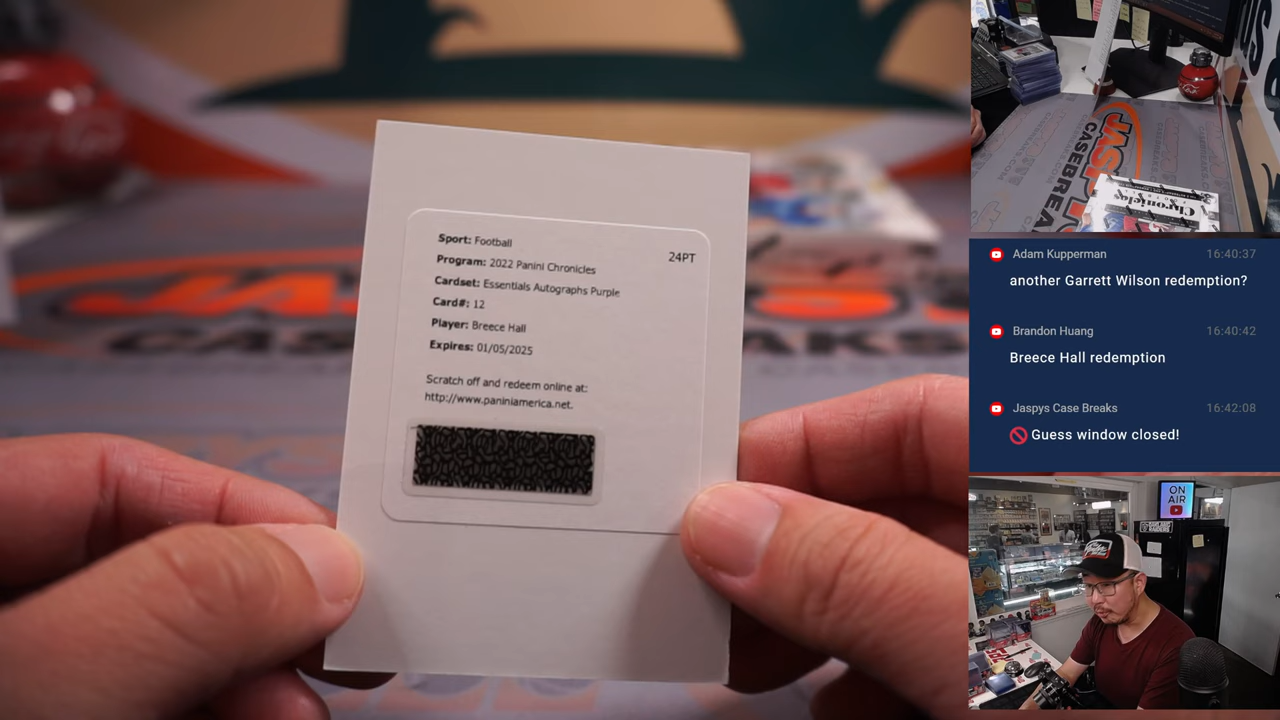 Sport: Football
24PT
Program: 2022 Panini Chronicles
Cardset: Essentials Autographs Purple
Card#: 12
Player: Breece Hall
Expires: 01/05/2025
Scratch off and redeem online at:
http://www.paniniamerica.net.
JASPY'S
CASEBREAKS
Chronicles
Adam Kupperman 16:40:37
another Garrett Wilson redemption?
Brandon Huang 16:40:42
Breece Hall redemption
Jaspys Case Breaks 16:42:08
🚫 Guess window closed!
ON
AIR